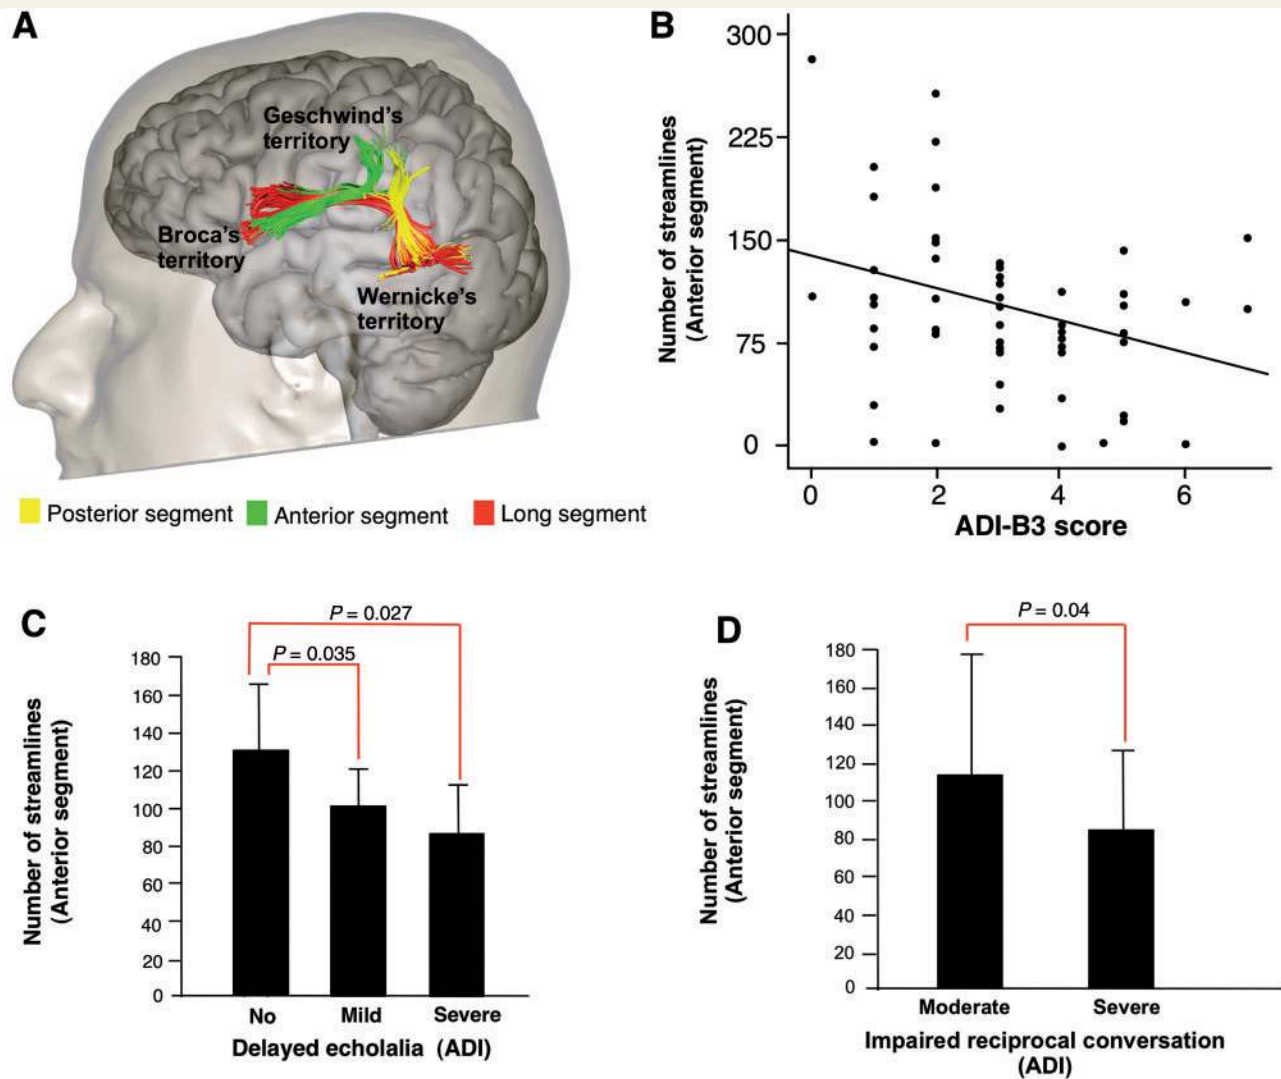 A
Geschwind's
territory
Broca's
territory
Wernicke's
territory
Posterior segment
Anterior segment
Long segment
B
Number of streamlines
(Anterior segment)
300
225
150
75
0
0
2
4
6
ADI-B3 score
C
P = 0.027
P = 0.035
Number of streamlines
(Anterior segment)
180
160
140
120
100
80
60
40
20
0
No
Mild
Severe
Delayed echolalia (ADI)
D
P = 0.04
Number of streamlines
(Anterior segment)
180
160
140
120
100
80
60
40
20
0
Moderate
Severe
Impaired reciprocal conversation
(ADI)